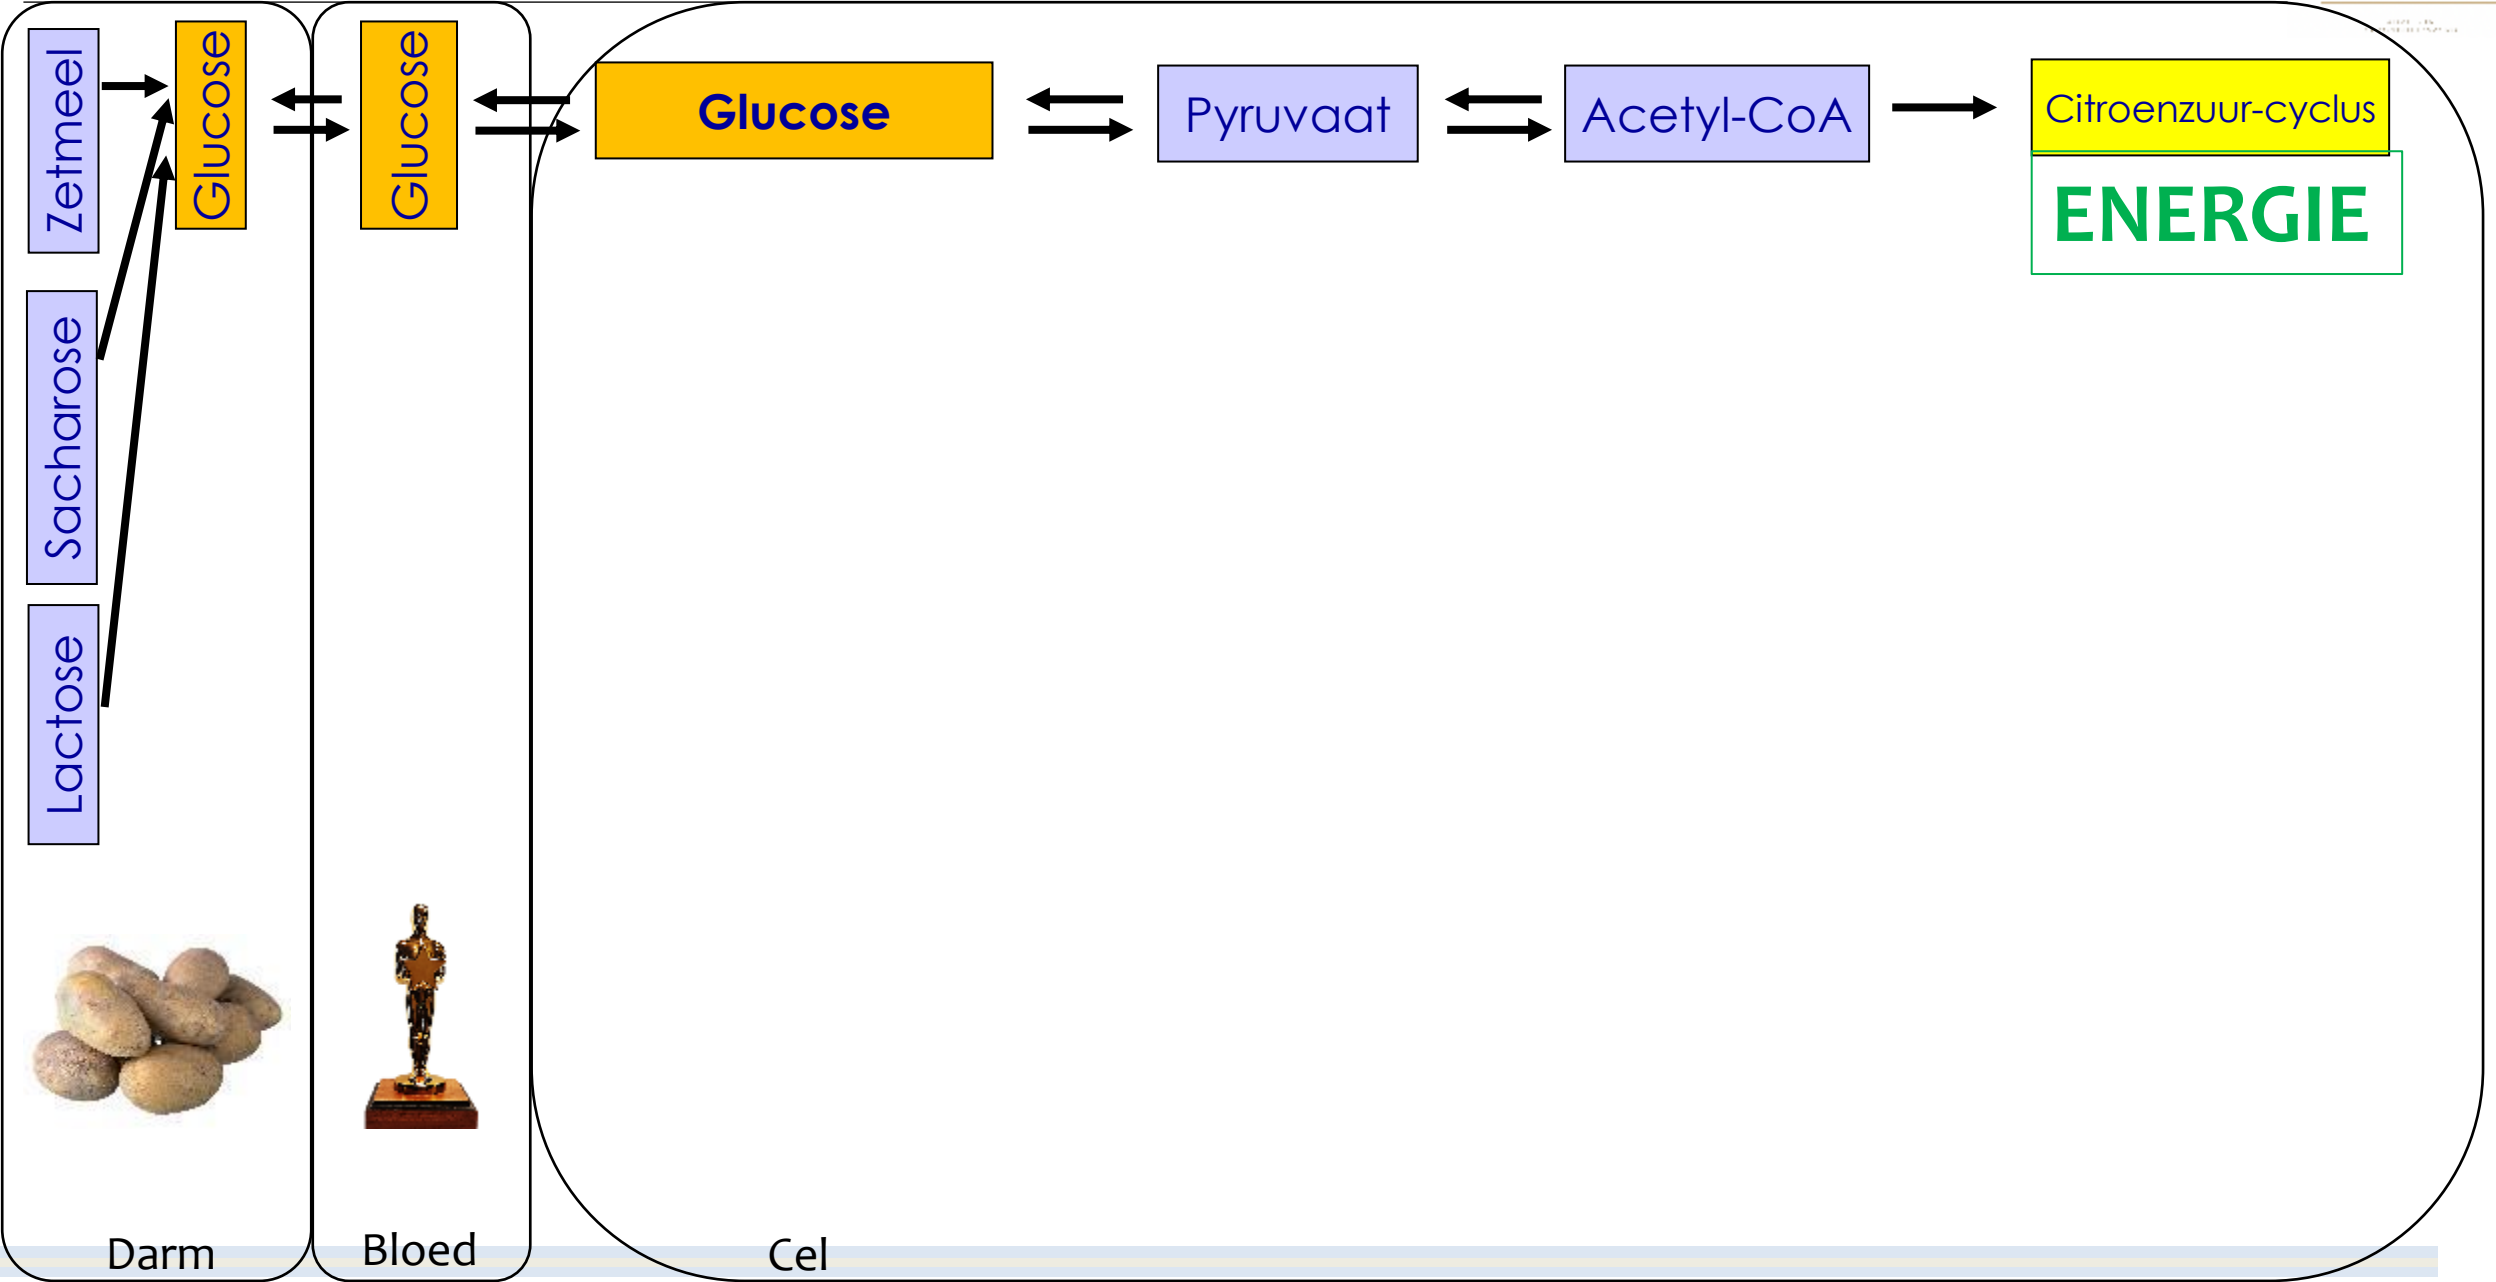 Zetmeel
Glucose
Glucose
Glucose
Pyruvaat
Acetyl-CoA
Citroenzuur-cyclus
ENERGIE
Sacharose
Lactose
Darm
Bloed
Cel